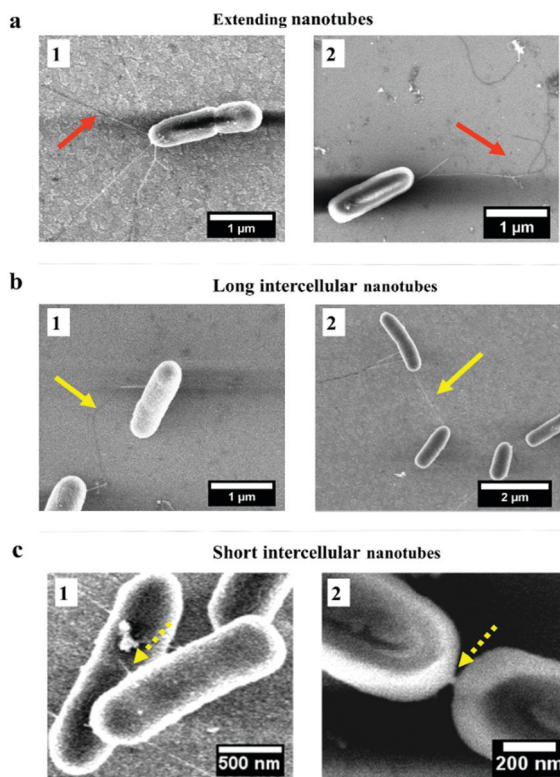 a
Extending nanotubes
1
1 µm
2
1 µm
b
Long intercellular nanotubes
1
1 µm
2
2 µm
c
Short intercellular nanotubes
1
500 nm
2
200 nm